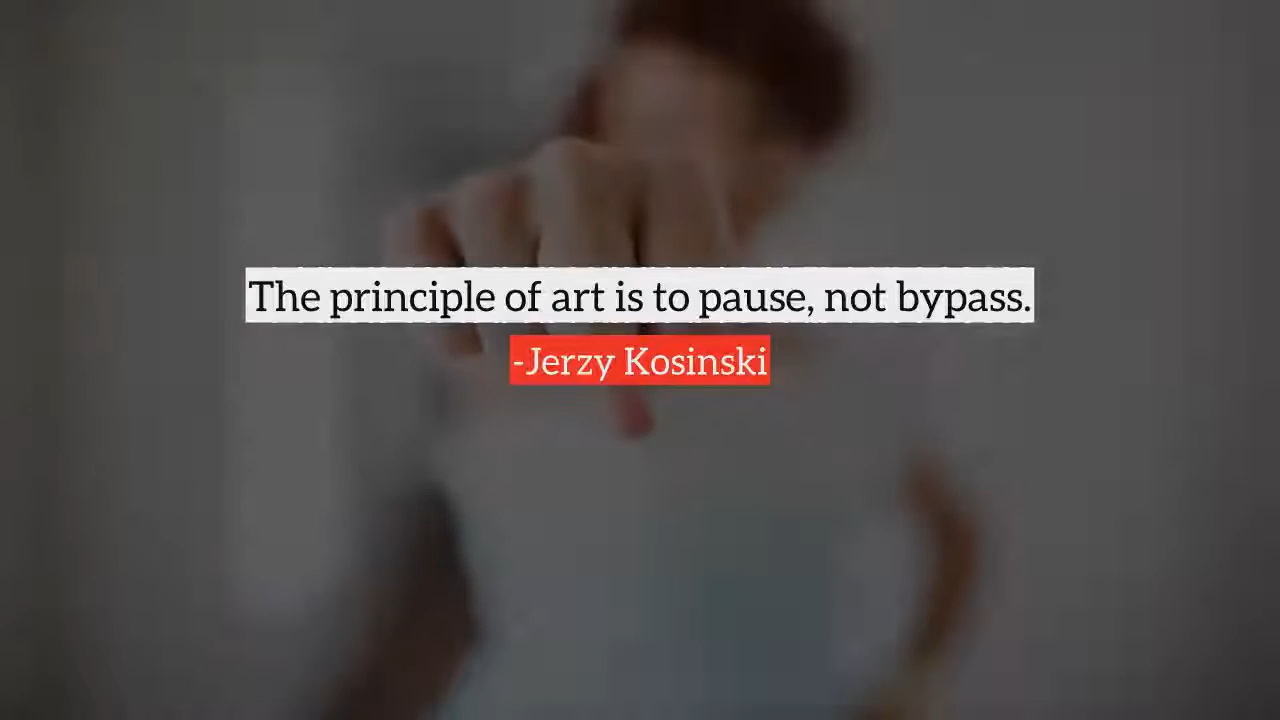 The principle of art is to pause, not bypass.
-Jerzy Kosinski